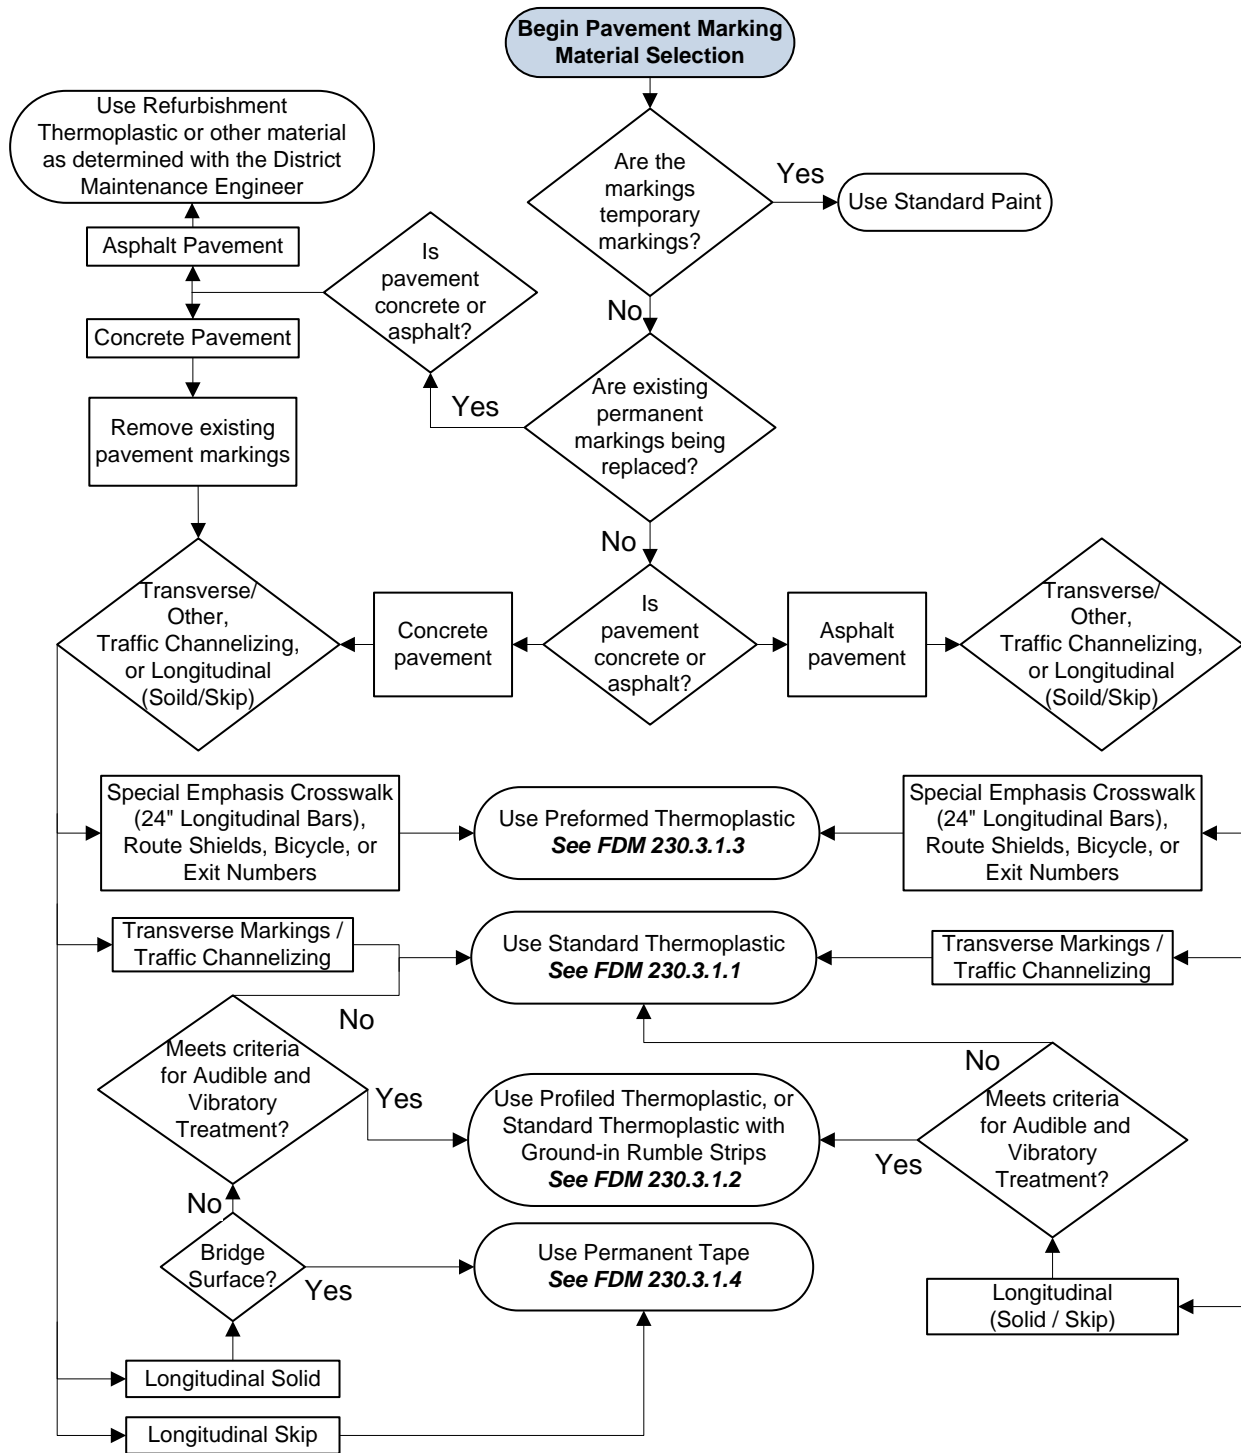 Begin Pavement Marking
Material Selection
Use Refurbishment
Thermoplastic or other material
as determined with the District
Maintenance Engineer
Are the
markings
temporary
markings?
Yes
Use Standard Paint
Asphalt Pavement
Is
pavement
concrete or
asphalt?
No
Concrete Pavement
Are existing
permanent
markings being
replaced?
Yes
Remove existing
pavement markings
No
Transverse/
Other,
Traffic Channelizing,
or Longitudinal
(Soild/Skip)
Concrete
pavement
Is
pavement
concrete or
asphalt?
Asphalt
pavement
Transverse/
Other,
Traffic Channelizing,
or Longitudinal
(Soild/Skip)
Special Emphasis Crosswalk
(24" Longitudinal Bars),
Route Shields, Bicycle, or
Exit Numbers
Use Preformed Thermoplastic
See FDM 230.3.1.3
Special Emphasis Crosswalk
(24" Longitudinal Bars),
Route Shields, Bicycle, or
Exit Numbers
Transverse Markings /
Traffic Channelizing
Use Standard Thermoplastic
See FDM 230.3.1.1
Transverse Markings /
Traffic Channelizing
No
No
Meets criteria
for Audible and
Vibratory
Treatment?
Yes
Use Profiled Thermoplastic, or
Standard Thermoplastic with
Ground-in Rumble Strips
See FDM 230.3.1.2
Yes
Meets criteria
for Audible and
Vibratory
Treatment?
No
Bridge
Surface?
Yes
Use Permanent Tape
See FDM 230.3.1.4
Longitudinal
(Solid / Skip)
Longitudinal Solid
Longitudinal Skip